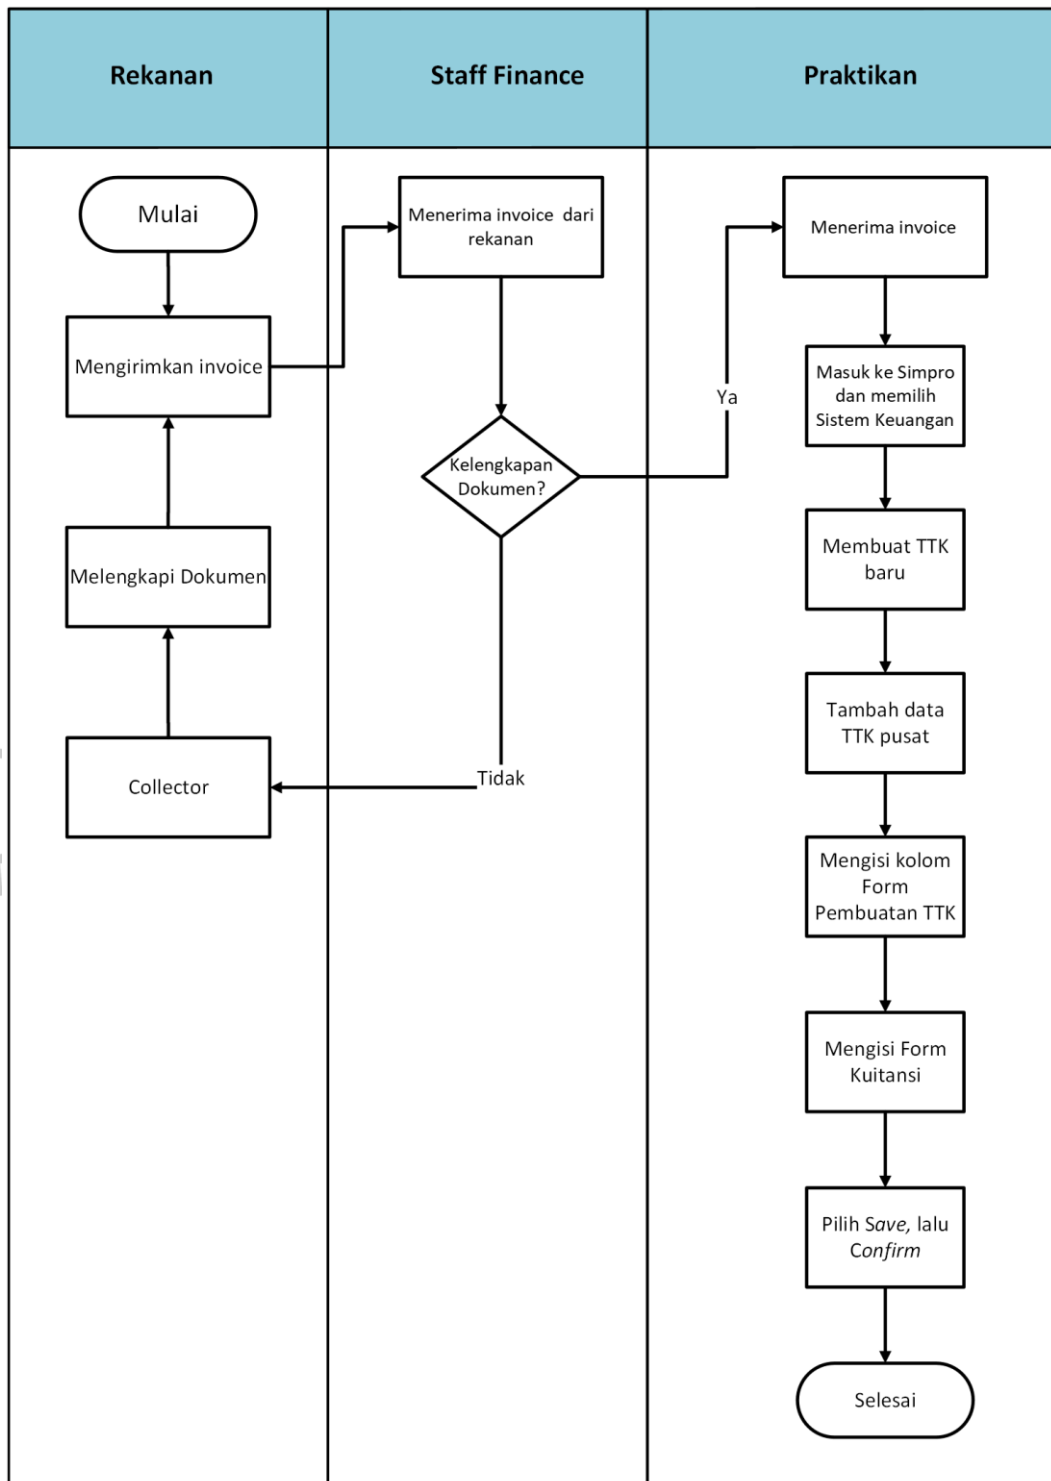 Rekanan
Staff Finance
Praktikan
Mulai
Mengirimkan invoice
Melengkapi Dokumen
Collector
Menerima invoice dari
rekanan
Kelengkapan
Dokumen?
Tidak
Ya
Menerima invoice
Masuk ke Simpro
dan memilih
Sistem Keuangan
Membuat TTK
baru
Tambah data
TTK pusat
Mengisi kolom
Form
Pembuatan TTK
Mengisi Form
Kuitansi
Pilih Save, lalu
Confirm
Selesai